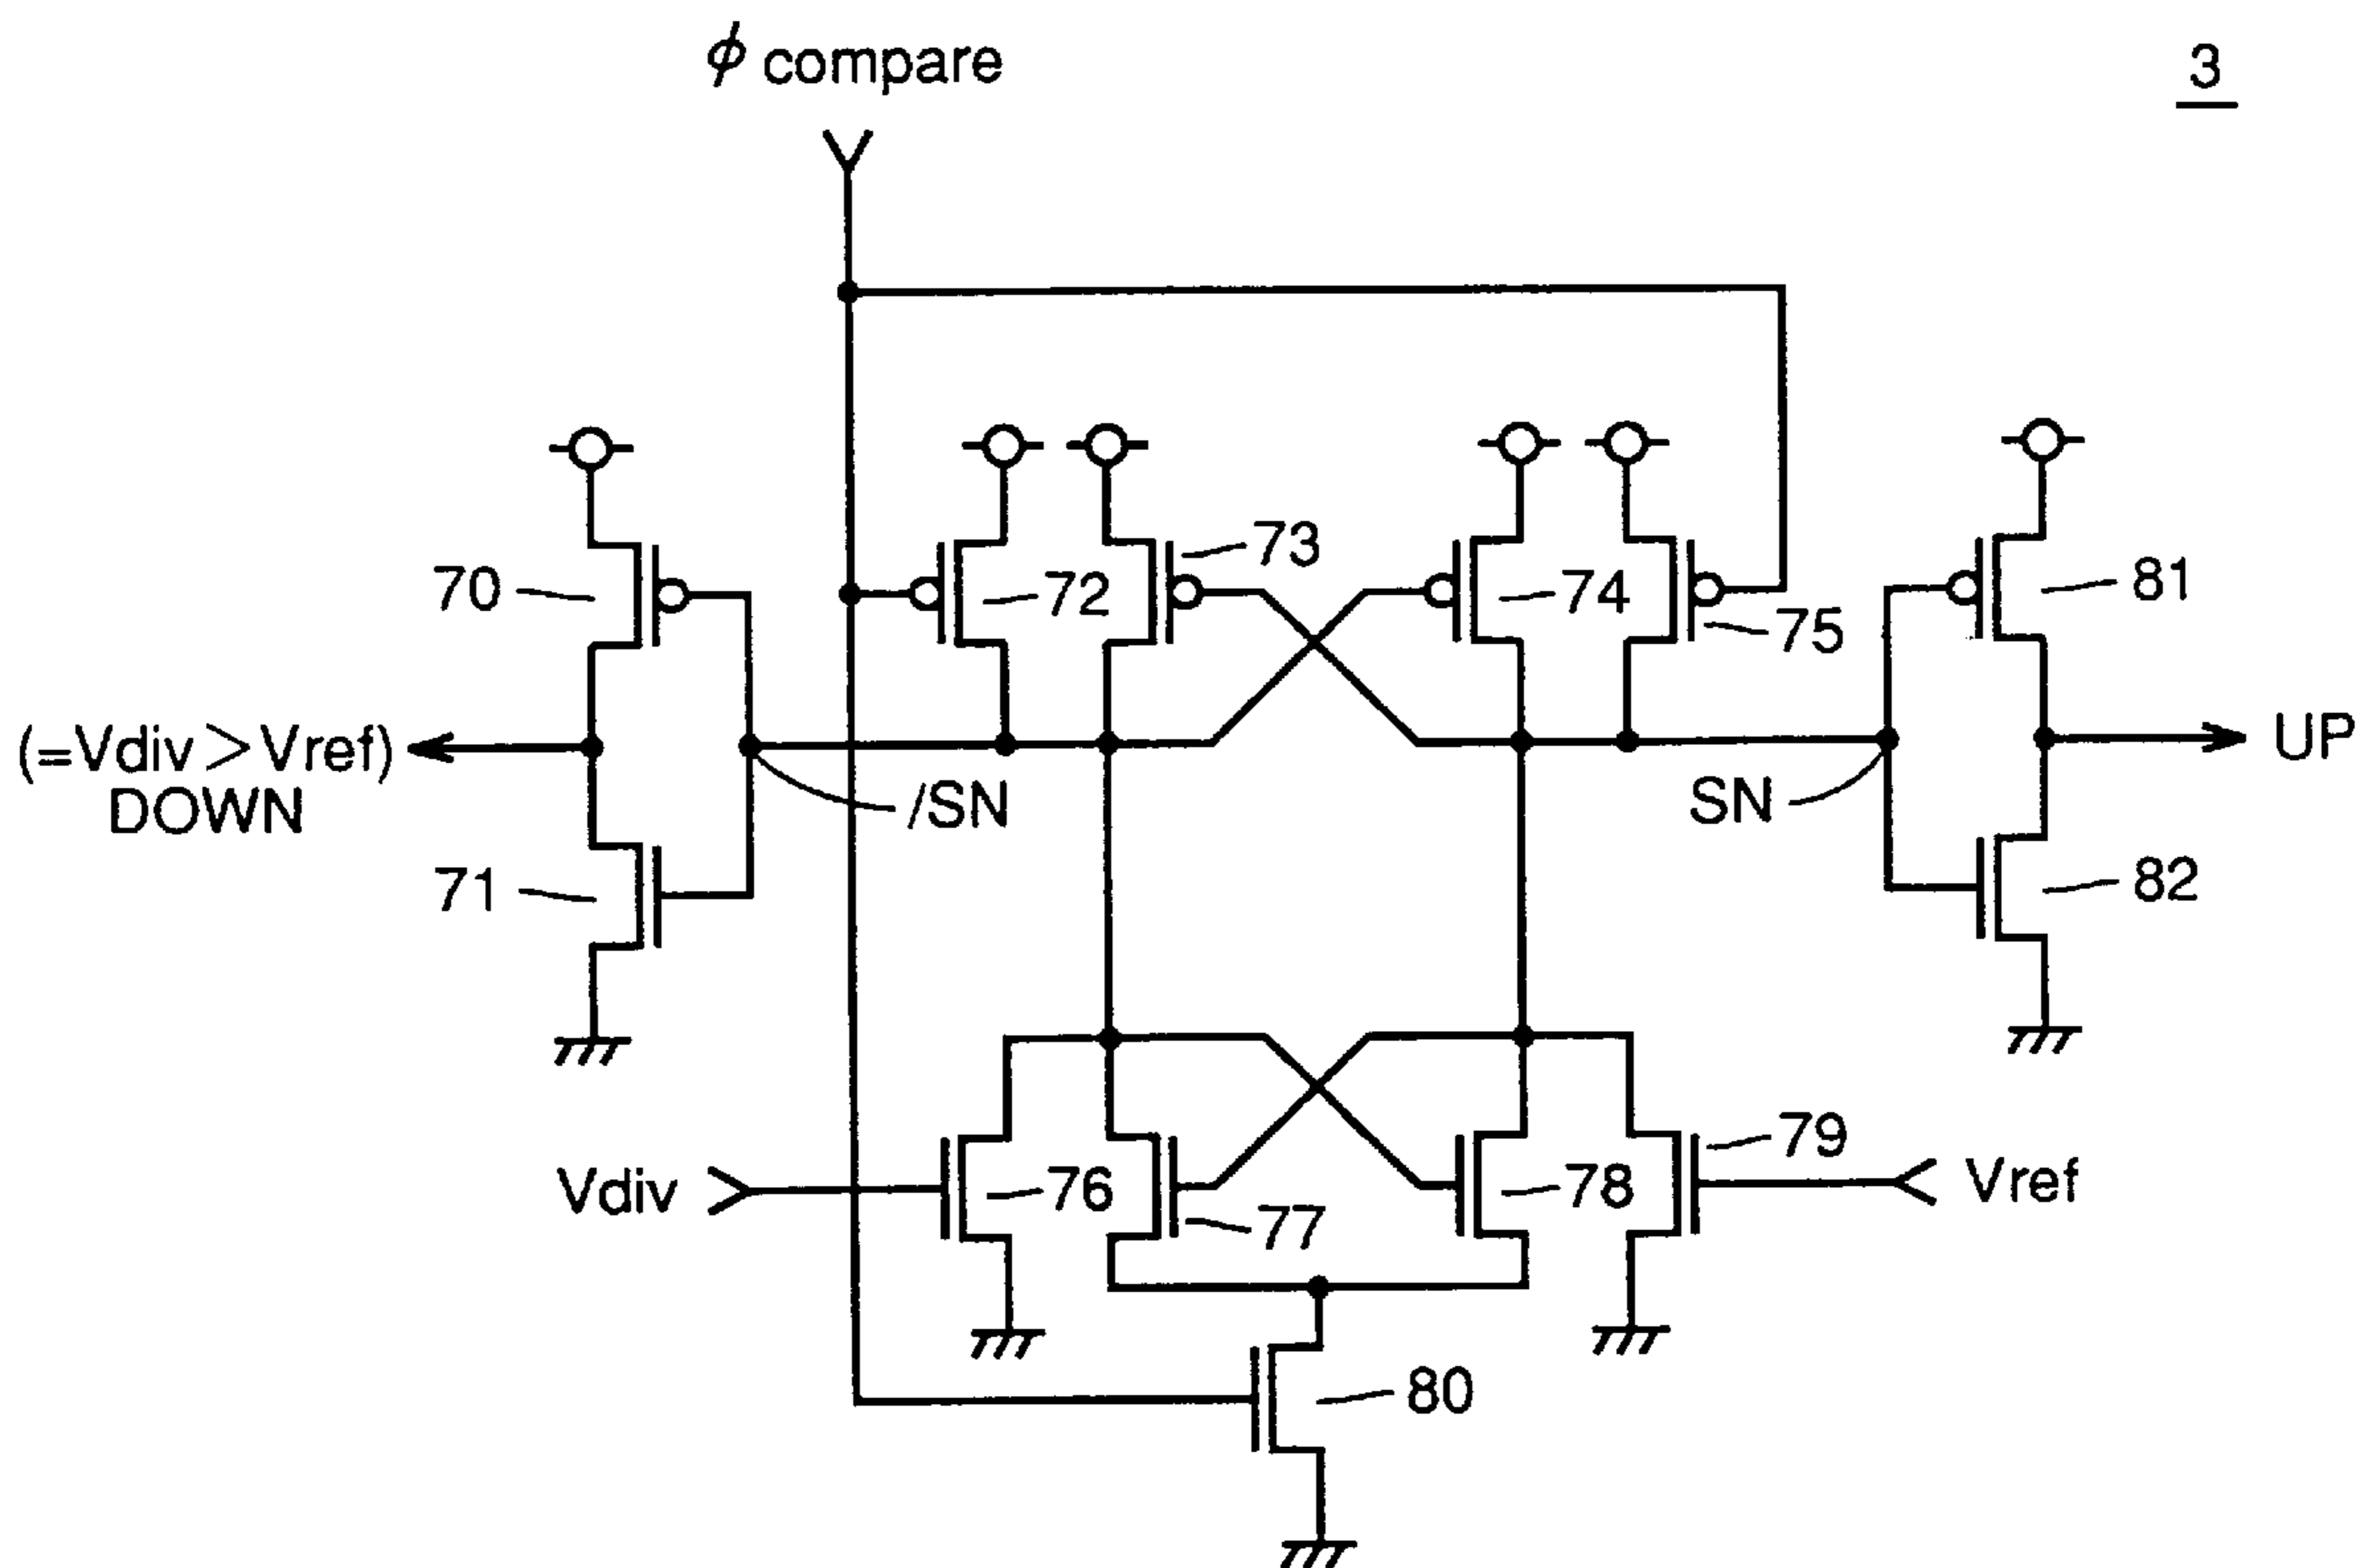 ϕ compare
3
73
70
72
74
75
81
(=Vdiv>Vref)
DOWN
/SN
SN
UP
71
82
Vdiv
76
77
78
79
Vref
80